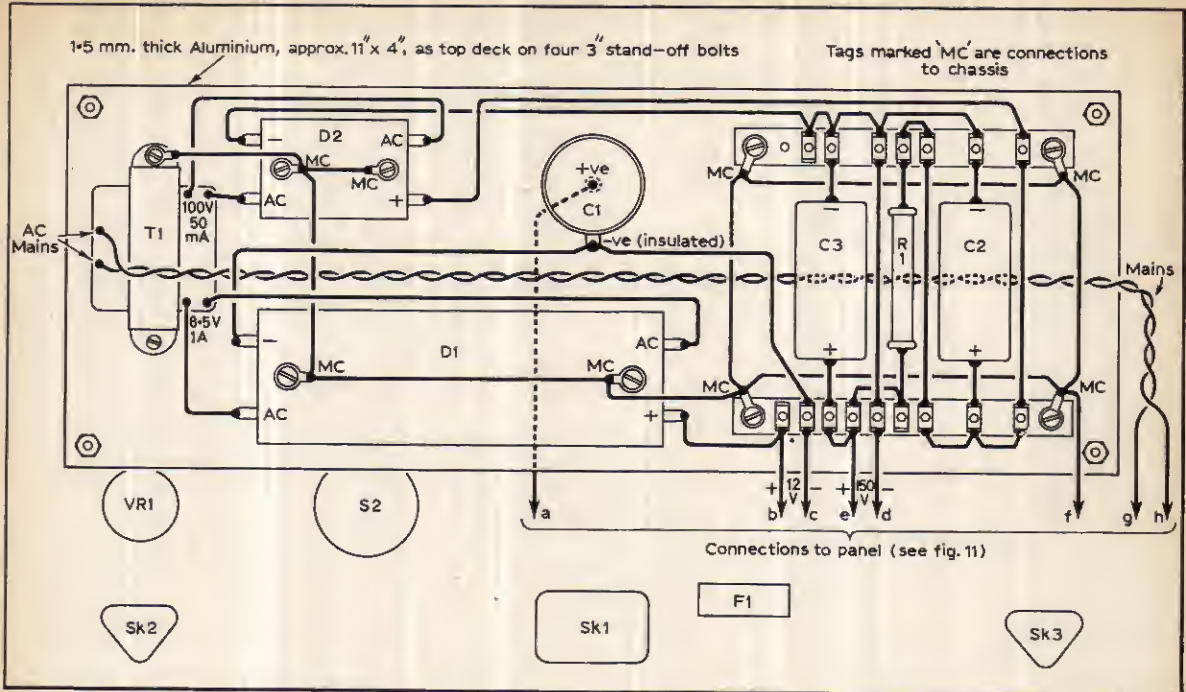 1·5 mm. thick Aluminium, approx. 11" x 4", as top deck on four 3" stand-off bolts
Tags marked 'MC' are connections
to chassis
D2
-
AC
MC
MC
AC
+
100V
50
mA
T1
AC
Mains
8·5V
1A
+ve
C1
-ve (insulated)
MC
MC
-
C3
+
R
1
-
C2
+
Mains
D1
-
AC
MC
MC
AC
+
MC
MC
+ 12 V -
+ 150 V -
a
b
c
e
d
f
g
h
Connections to panel (see fig. 11)
VR1
S2
F1
Sk2
Sk1
Sk3